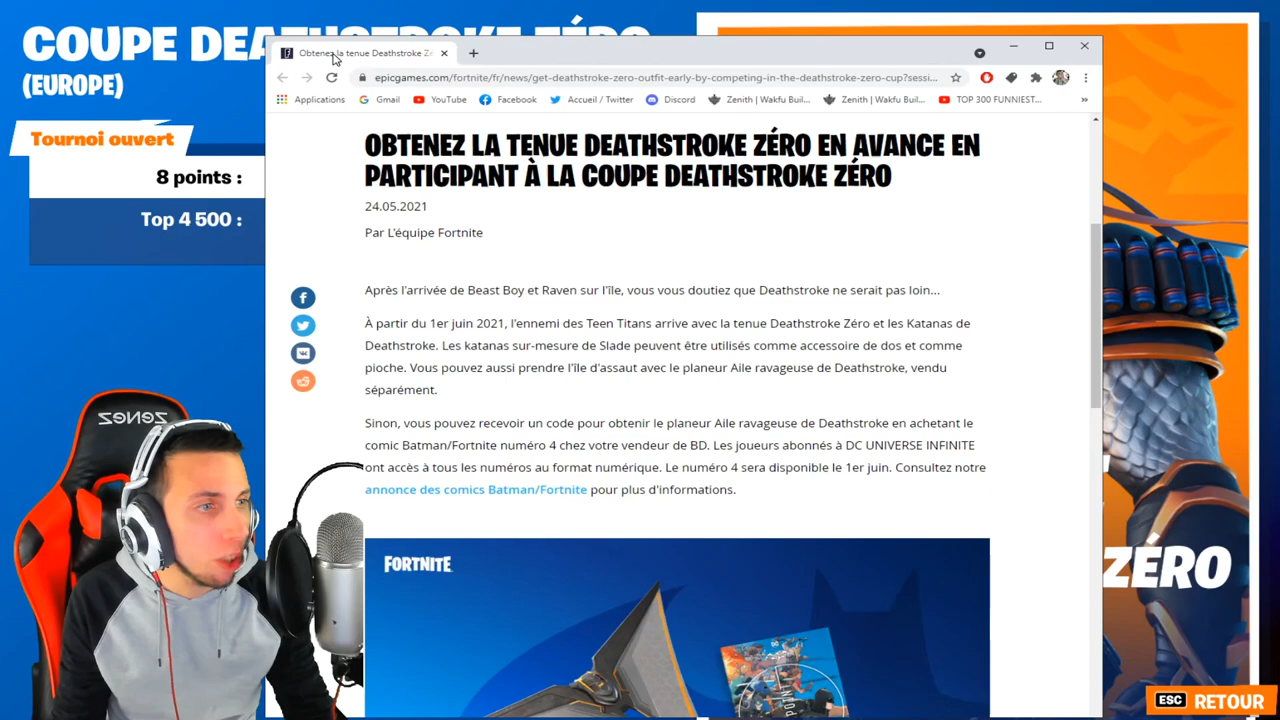 COUPE DEATHSTROKE ZÉRO
(EUROPE)
Tournoi ouvert
8 points :
Top 4 500 :
Obtenez la tenue Deathstroke Ze
epicgames.com/fortnite/fr/news/get-deathstroke-zero-outfit-early-by-competing-in-the-deathstroke-zero-cup?sessi...
Applications
Gmail
YouTube
Facebook
Accueil / Twitter
Discord
Zenith | Wakfu Buil...
Zenith | Wakfu Buil...
TOP 300 FUNNIEST...
OBTENEZ LA TENUE DEATHSTROKE ZÉRO EN AVANCE EN
PARTICIPANT À LA COUPE DEATHSTROKE ZÉRO
24.05.2021
Par L'équipe Fortnite
Après l'arrivée de Beast Boy et Raven sur l'île, vous vous doutiez que Deathstroke ne serait pas loin...
À partir du 1er juin 2021, l'ennemi des Teen Titans arrive avec la tenue Deathstroke Zéro et les Katanas de
Deathstroke. Les katanas sur-mesure de Slade peuvent être utilisés comme accessoire de dos et comme
pioche. Vous pouvez aussi prendre l'île d'assaut avec le planeur Aile ravageuse de Deathstroke, vendu
séparément.
Sinon, vous pouvez recevoir un code pour obtenir le planeur Aile ravageuse de Deathstroke en achetant le
comic Batman/Fortnite numéro 4 chez votre vendeur de BD. Les joueurs abonnés à DC UNIVERSE INFINITE
ont accès à tous les numéros au format numérique. Le numéro 4 sera disponible le 1er juin. Consultez notre
annonce des comics Batman/Fortnite pour plus d'informations.
FORTNITE
zenez
ZÉRO
ESC RETOUR